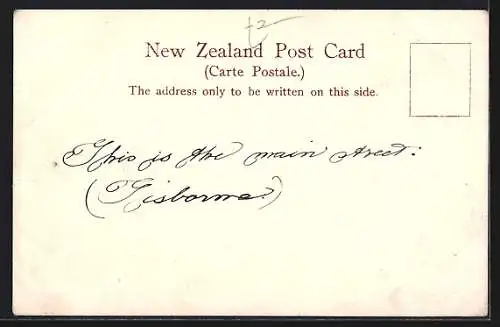 New Zealand Post Card
(Carte Postale.)
The address only to be written on this side.
This is the main street.
(Gisborne)